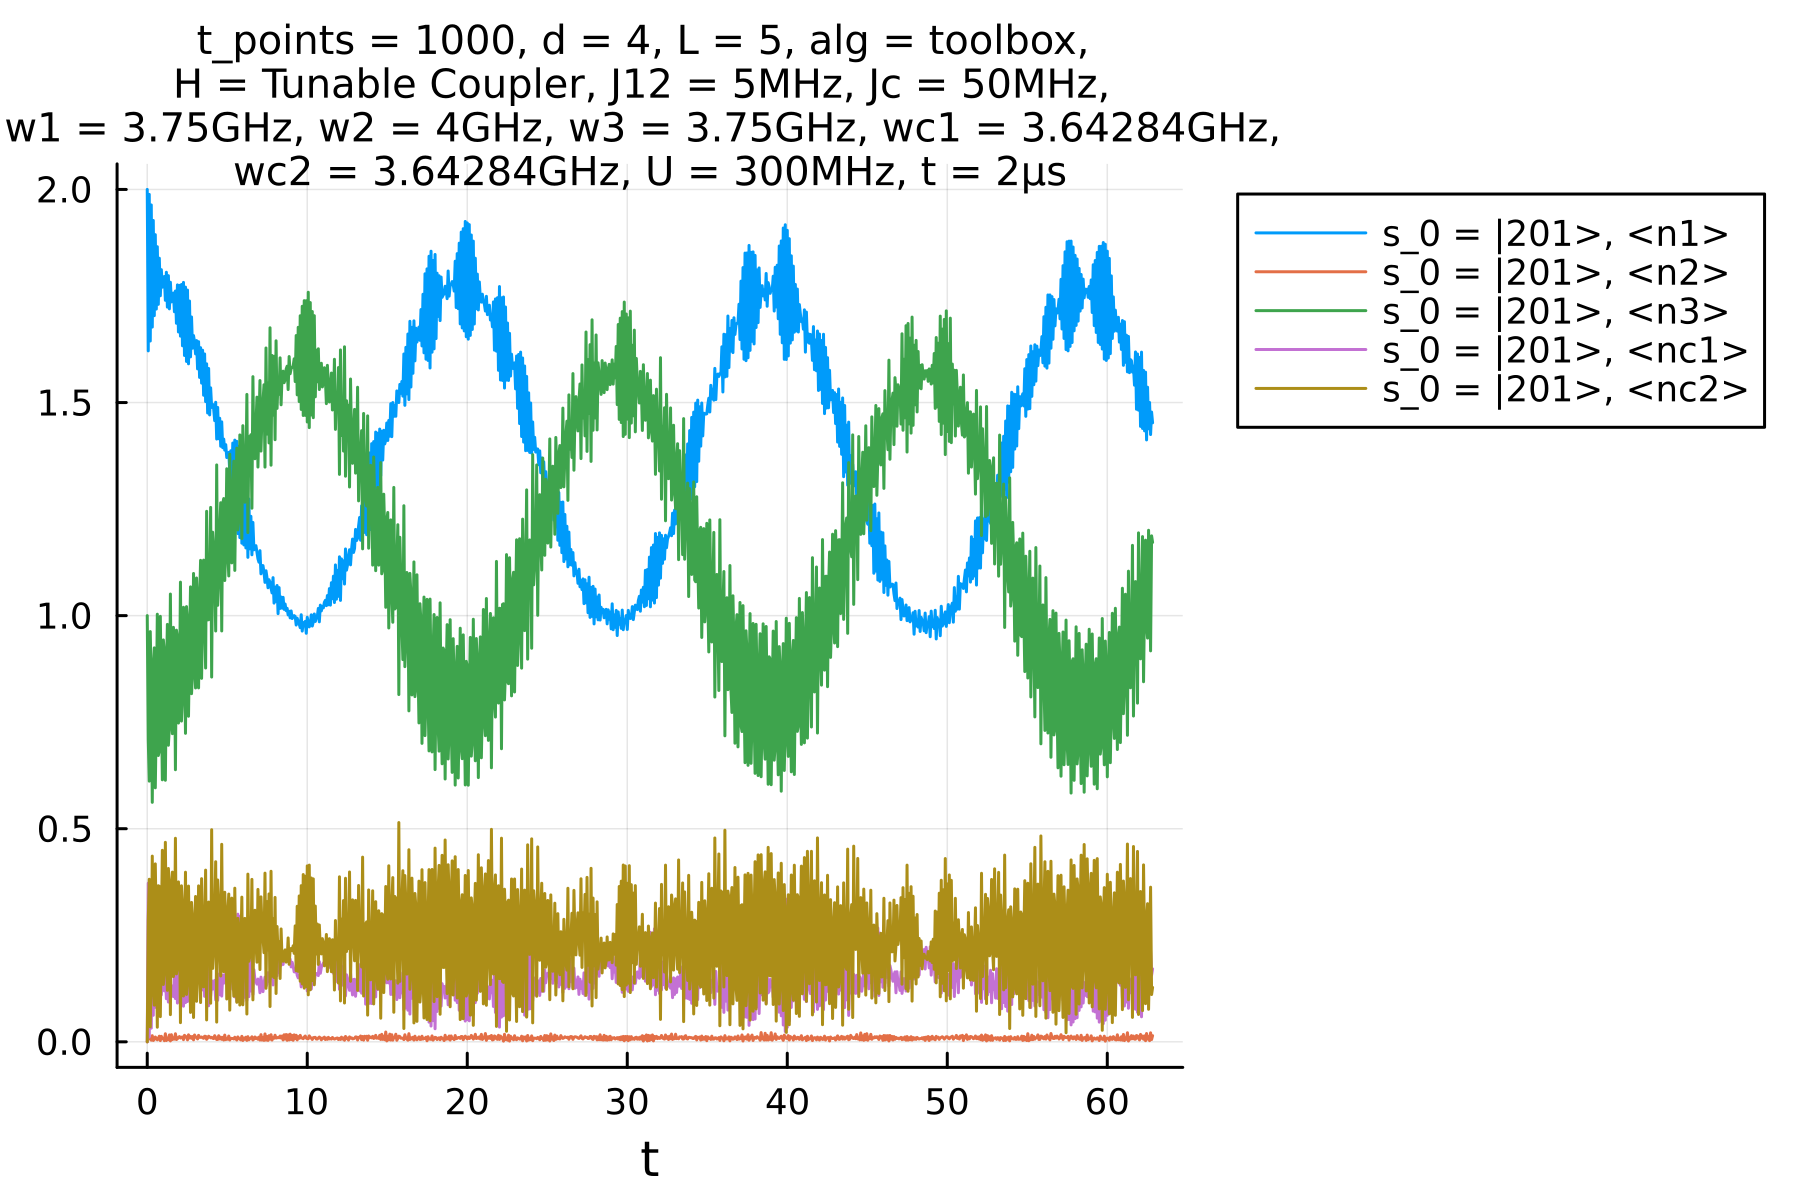 t_points = 1000, d = 4, L = 5, alg = toolbox,
H = Tunable Coupler, J12 = 5MHz, Jc = 50MHz,
w1 = 3.75GHz, w2 = 4GHz, w3 = 3.75GHz, wc1 = 3.64284GHz,
wc2 = 3.64284GHz, U = 300MHz, t = 2μs
s_0 = |201>, <n1>
s_0 = |201>, <n2>
s_0 = |201>, <n3>
s_0 = |201>, <nc1>
s_0 = |201>, <nc2>
2.0
1.5
1.0
0.5
0.0
0 10 20 30 40 50 60
t